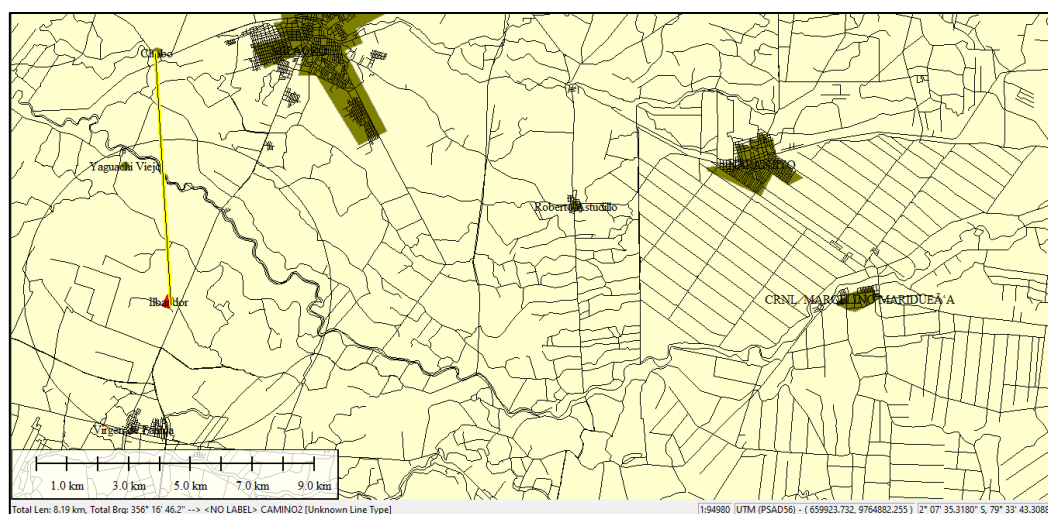 Chobo
Yaguachi Viejo
Roberto Astudillo
CRNL. MARCELINO MARIDUEÃ'A
1.0 km 3.0 km 5.0 km 7.0 km 9.0 km
Total Len: 8.19 km, Total Brg: 356° 16' 46.2" --> <NO LABEL> CAMINO2 [Unknown Line Type] 1:94980 UTM (PSAD56) - ( 659923.732, 9764882.255 ) 2° 07' 35.3180" S, 79° 33' 43.3088